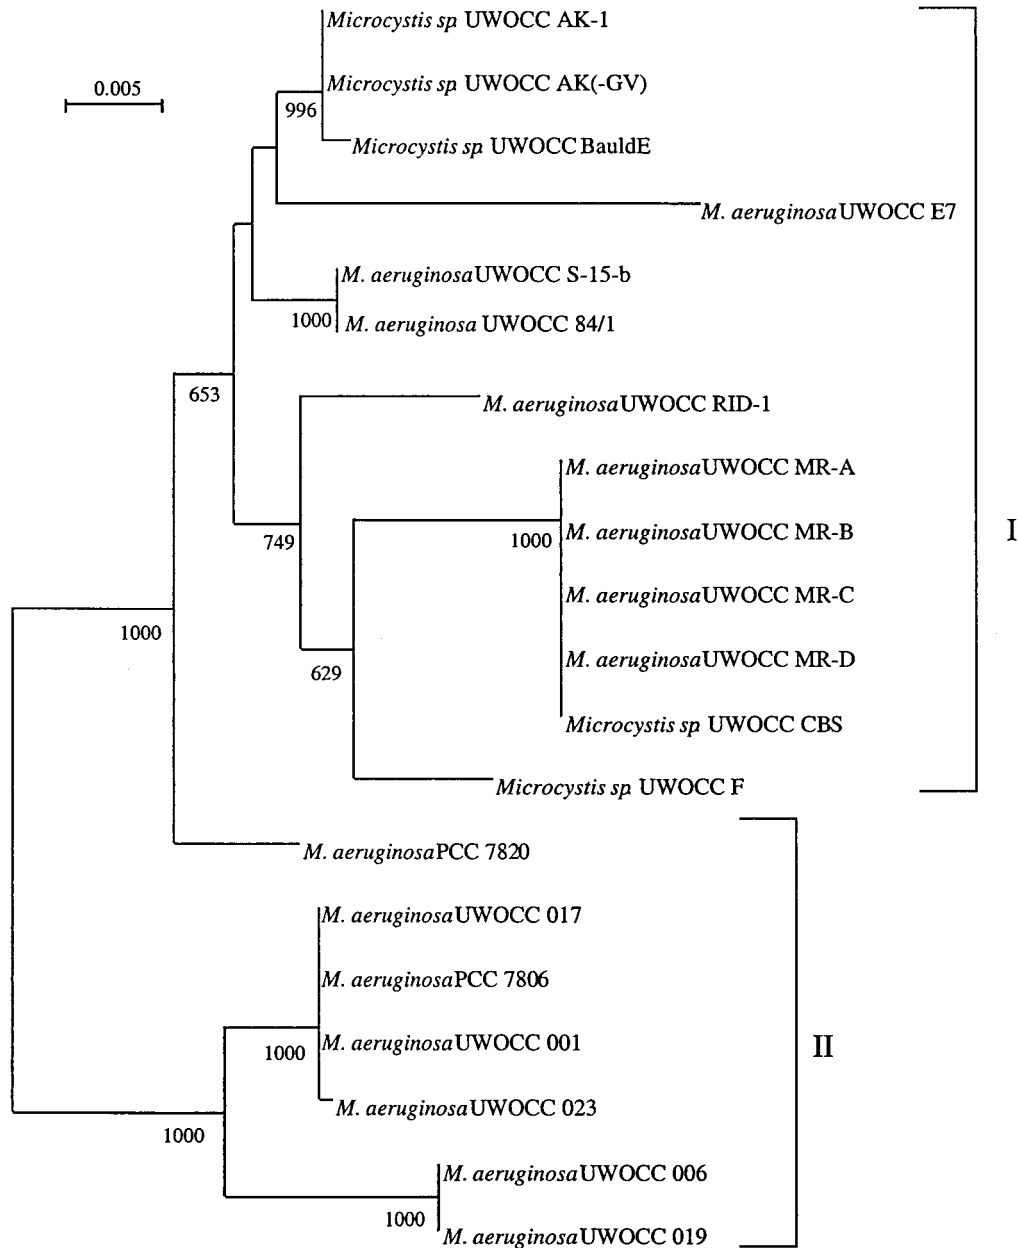 Microcystis sp UWOCC AK-1
0.005
Microcystis sp UWOCC AK(-GV)
996
Microcystis sp UWOCC BauldE
M. aeruginosa UWOCC E7
M. aeruginosa UWOCC S-15-b
1000
M. aeruginosa UWOCC 84/1
653
M. aeruginosa UWOCC RID-1
M. aeruginosa UWOCC MR-A
M. aeruginosa UWOCC MR-B
I
749
1000
M. aeruginosa UWOCC MR-C
1000
M. aeruginosa UWOCC MR-D
629
Microcystis sp UWOCC CBS
Microcystis sp UWOCC F
M. aeruginosa PCC 7820
M. aeruginosa UWOCC 017
M. aeruginosa PCC 7806
M. aeruginosa UWOCC 001
II
1000
M. aeruginosa UWOCC 023
1000
M. aeruginosa UWOCC 006
1000
M. aeruginosa UWOCC 019